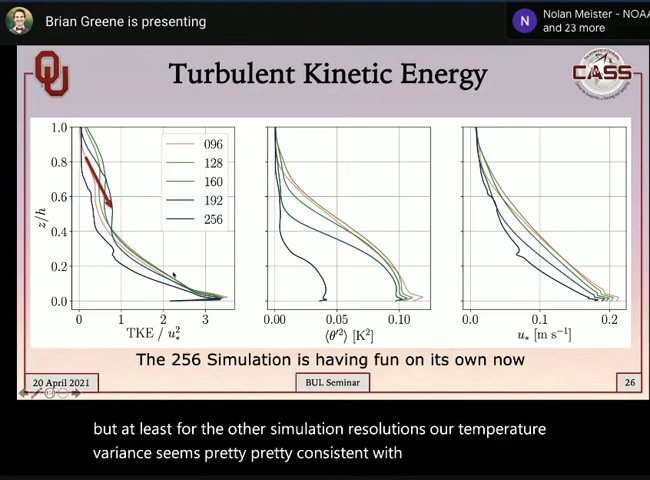 Brian Greene is presenting
N
Nolan Meister - NOAA
and 23 more
Turbulent Kinetic Energy
CASS
1.0
0.8
0.6
0.4
0.2
0.0
z/h
096
128
160
192
256
0 1 2 3
TKE / u²*
0.00 0.05 0.10
⟨θ′²⟩ [K²]
0.0 0.1 0.2
u* [m s⁻¹]
The 256 Simulation is having fun on its own now
20 April 2021
BUL Seminar
26
but at least for the other simulation resolutions our temperature
variance seems pretty pretty consistent with